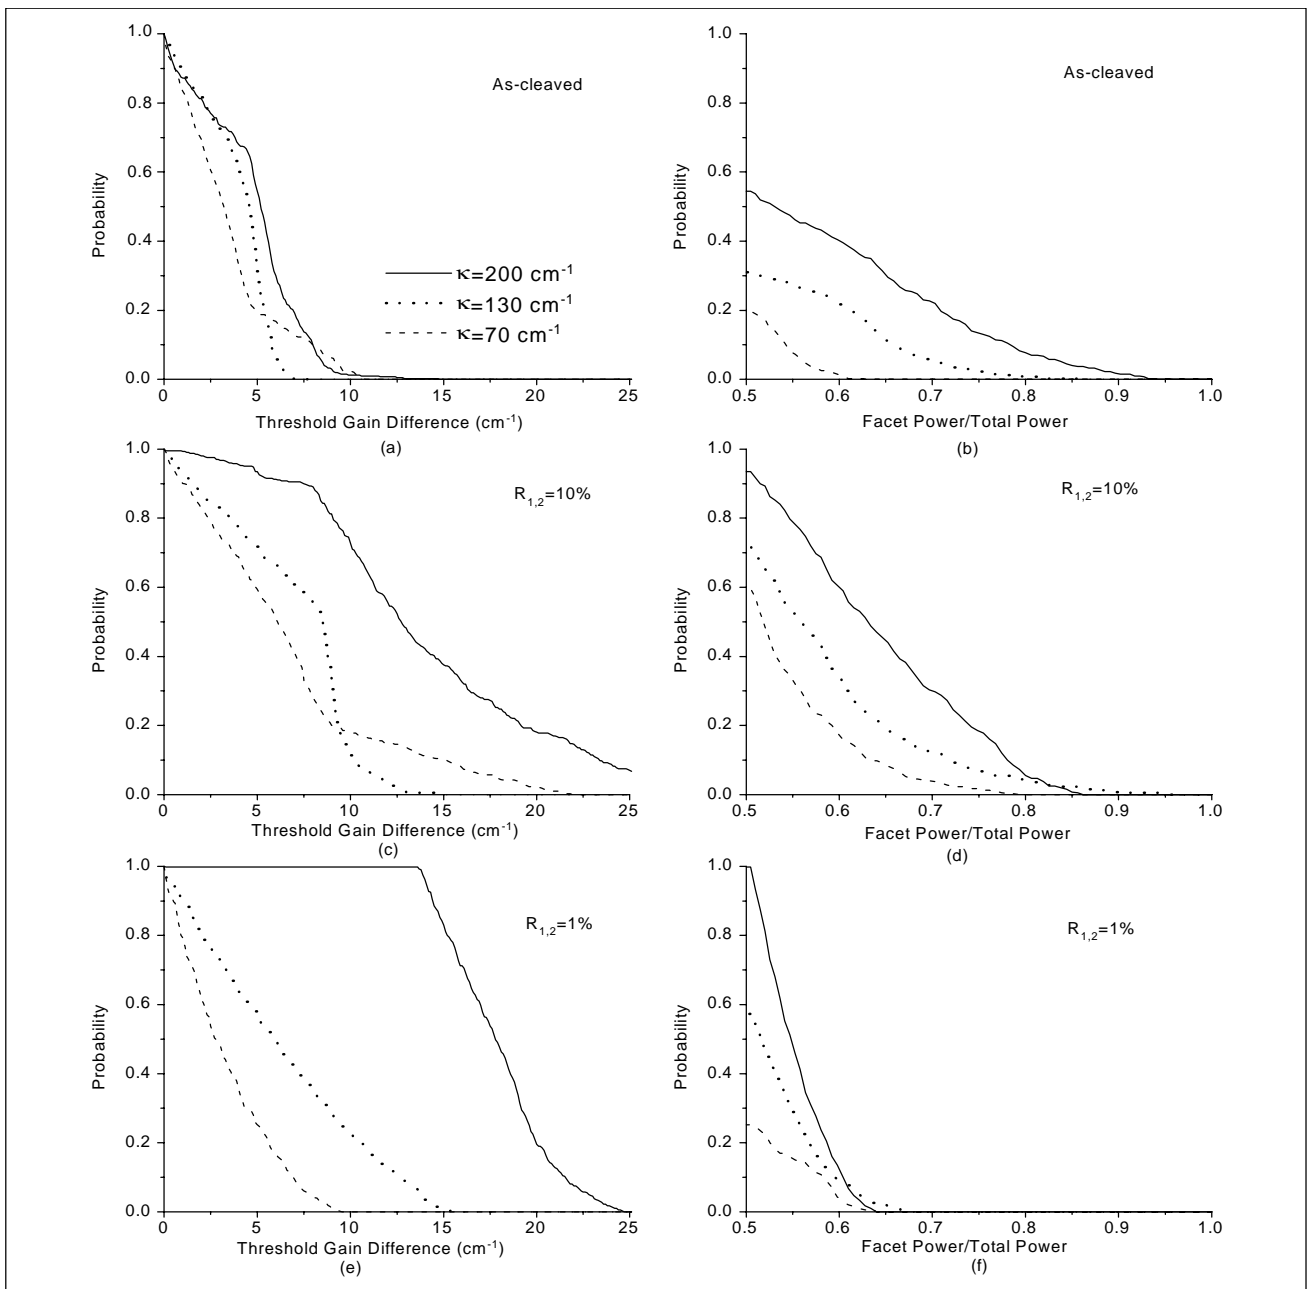 1.0
0.8
0.6
0.4
0.2
0.0
Probability
As-cleaved
κ=200 cm-1
κ=130 cm-1
κ=70 cm-1
0 5 10 15 20 25
Threshold Gain Difference (cm-1)
(a)
1.0
0.8
0.6
0.4
0.2
0.0
Probability
As-cleaved
0.5 0.6 0.7 0.8 0.9 1.0
Facet Power/Total Power
(b)
1.0
0.8
0.6
0.4
0.2
0.0
Probability
R1,2=10%
0 5 10 15 20 25
Threshold Gain Difference (cm-1)
(c)
1.0
0.8
0.6
0.4
0.2
0.0
Probability
R1,2=10%
0.5 0.6 0.7 0.8 0.9 1.0
Facet Power/Total Power
(d)
1.0
0.8
0.6
0.4
0.2
0.0
Probability
R1,2=1%
0 5 10 15 20 25
Threshold Gain Difference (cm-1)
(e)
1.0
0.8
0.6
0.4
0.2
0.0
Probability
R1,2=1%
0.5 0.6 0.7 0.8 0.9 1.0
Facet Power/Total Power
(f)